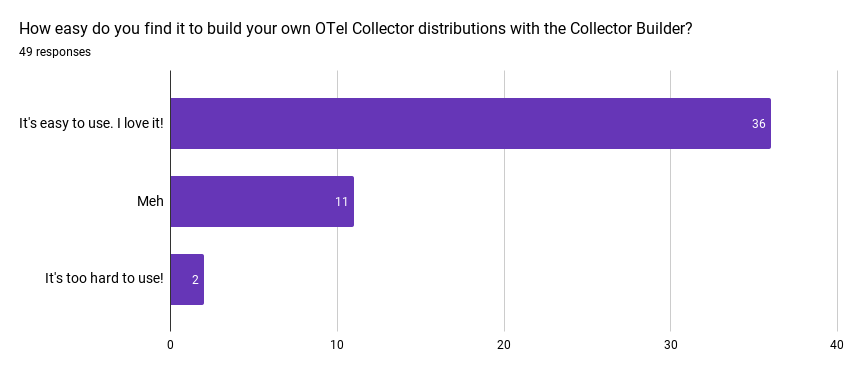 How easy do you find it to build your own OTel Collector distributions with the Collector Builder?
49 responses
It's easy to use. I love it!
36
Meh
11
It's too hard to use!
2
0 10 20 30 40